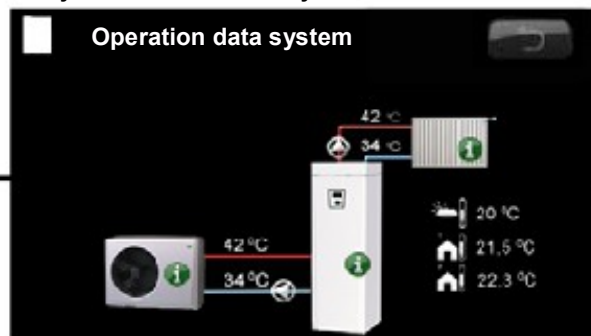 Operation data system
42 °C
34 °C
20 °C
42 °C
21,5 °C
34 °C
22.3 °C